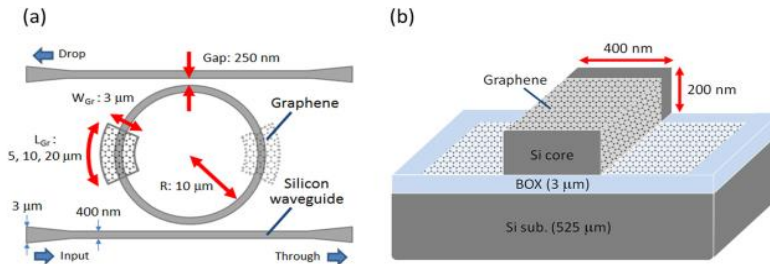 (a)
Drop
Gap: 250 nm
W_Gr : 3 μm
Graphene
L_Gr :
5, 10, 20 μm
R: 10 μm
Silicon
waveguide
3 μm
400 nm
Input
Through
(b)
400 nm
Graphene
200 nm
Si core
BOX (3 μm)
Si sub. (525 μm)